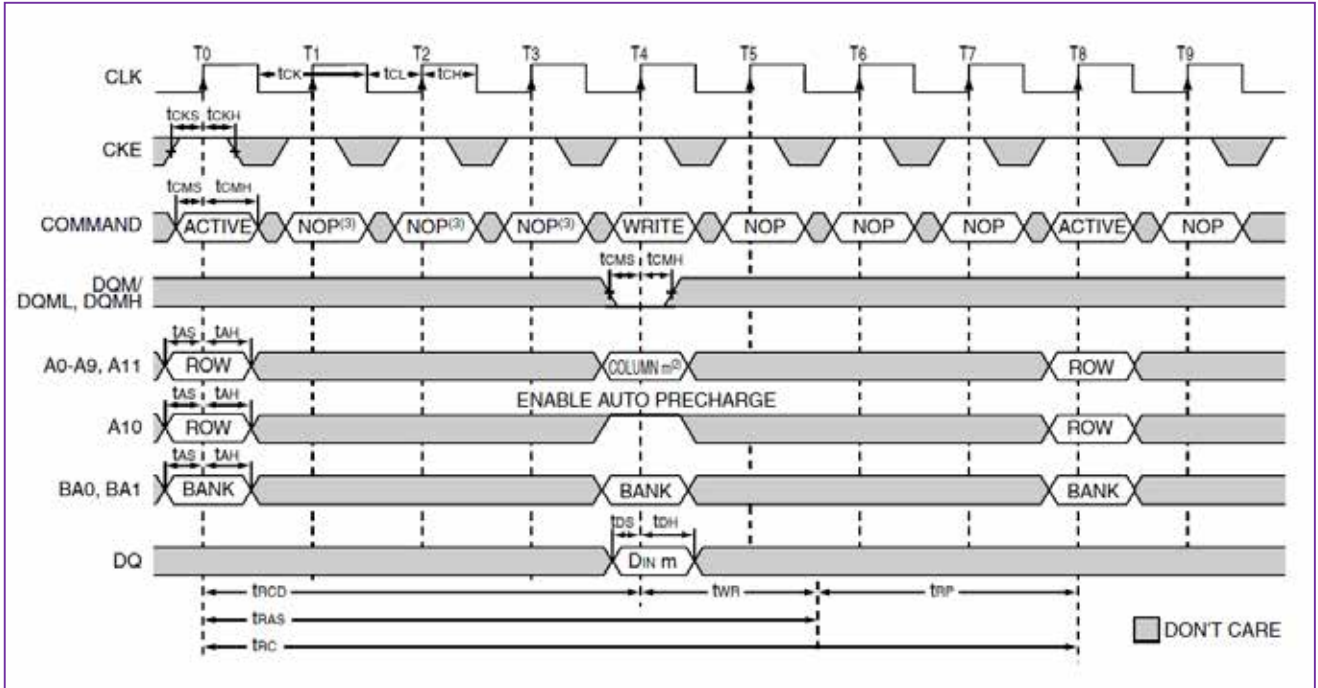 T0 T1 T2 T3 T4 T5 T6 T7 T8 T9
CLK tCK tCL tCH
tCKS tCKH
CKE
tCMS tCMH
COMMAND ACTIVE NOP(3) NOP(3) NOP(3) WRITE NOP NOP NOP ACTIVE NOP
tCMS tCMH
DQM/
DQML, DQMH
tAS tAH
A0-A9, A11 ROW COLUMN m(2) ROW
tAS tAH ENABLE AUTO PRECHARGE
A10 ROW ROW
tAS tAH
BA0, BA1 BANK BANK BANK
tDS tDH
DQ DIN m
tRCD tWR tRP
tRAS
DON'T CARE
tRC